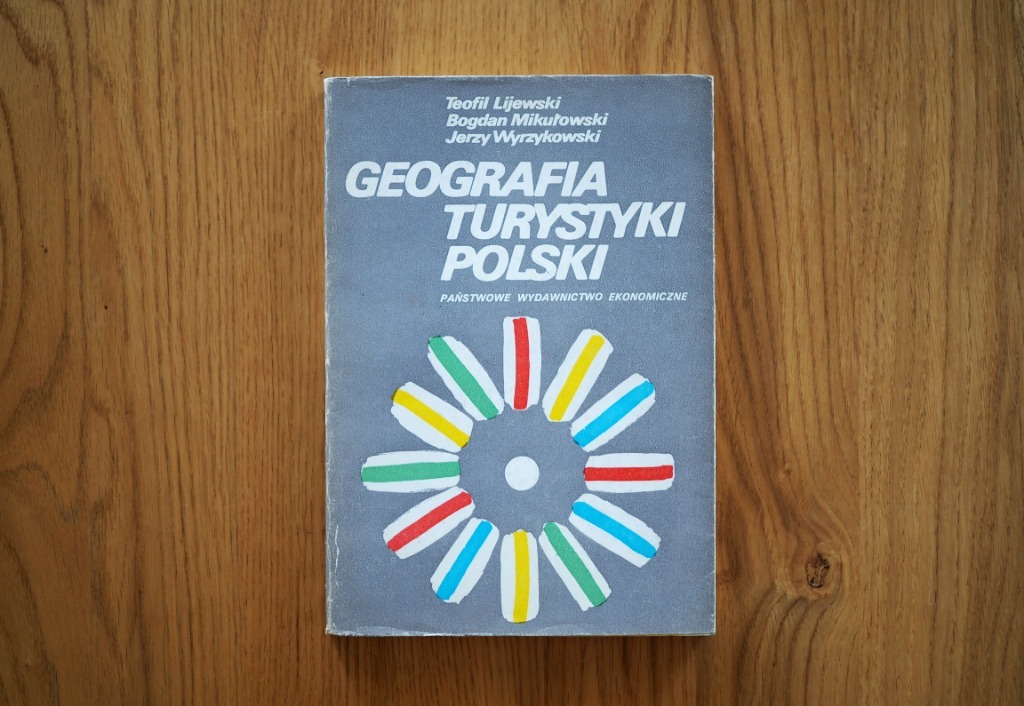 Teofil Lijewski
Bogdan Mikułowski
Jerzy Wyrzykowski
GEOGRAFIA
TURYSTYKI
POLSKI
PAŃSTWOWE WYDAWNICTWO EKONOMICZNE